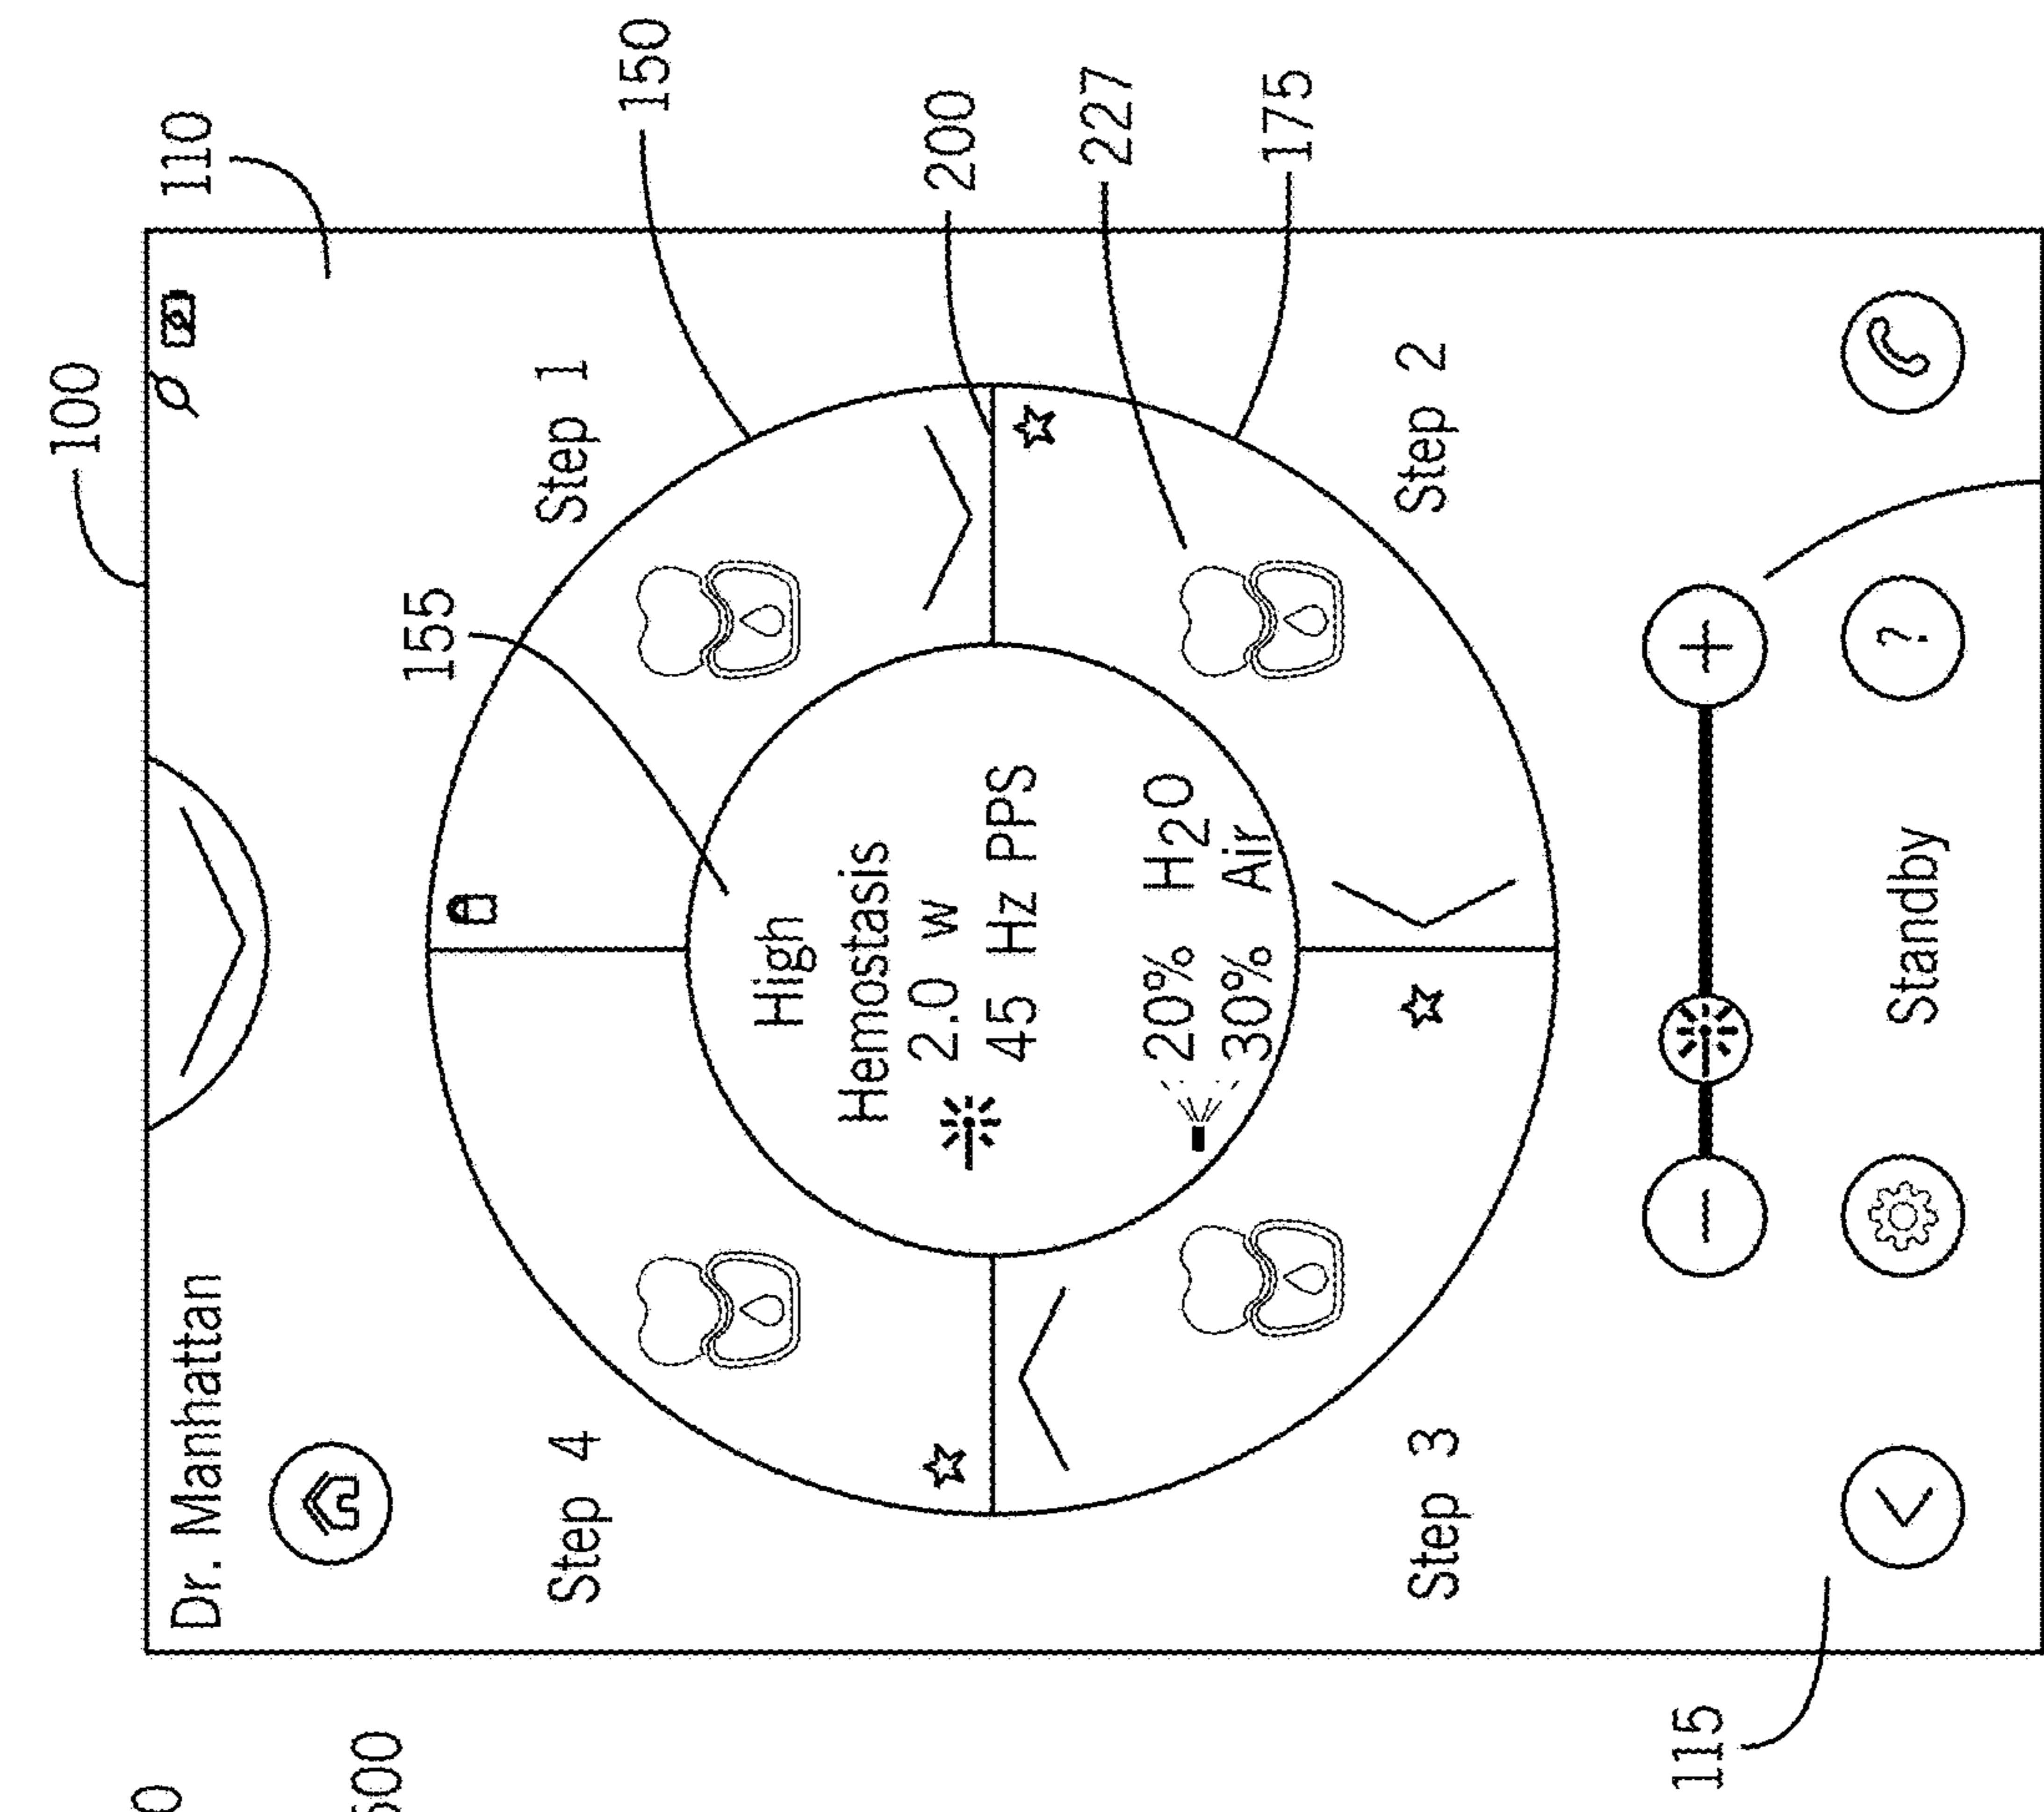 100
110
Dr. Manhattan
155
150
Step 4
Step 1
High
Hemostasis
2.0 w
45 Hz PPS
200
20% H2O
30% Air
227
175
Step 3
Step 2
Standby
?
115